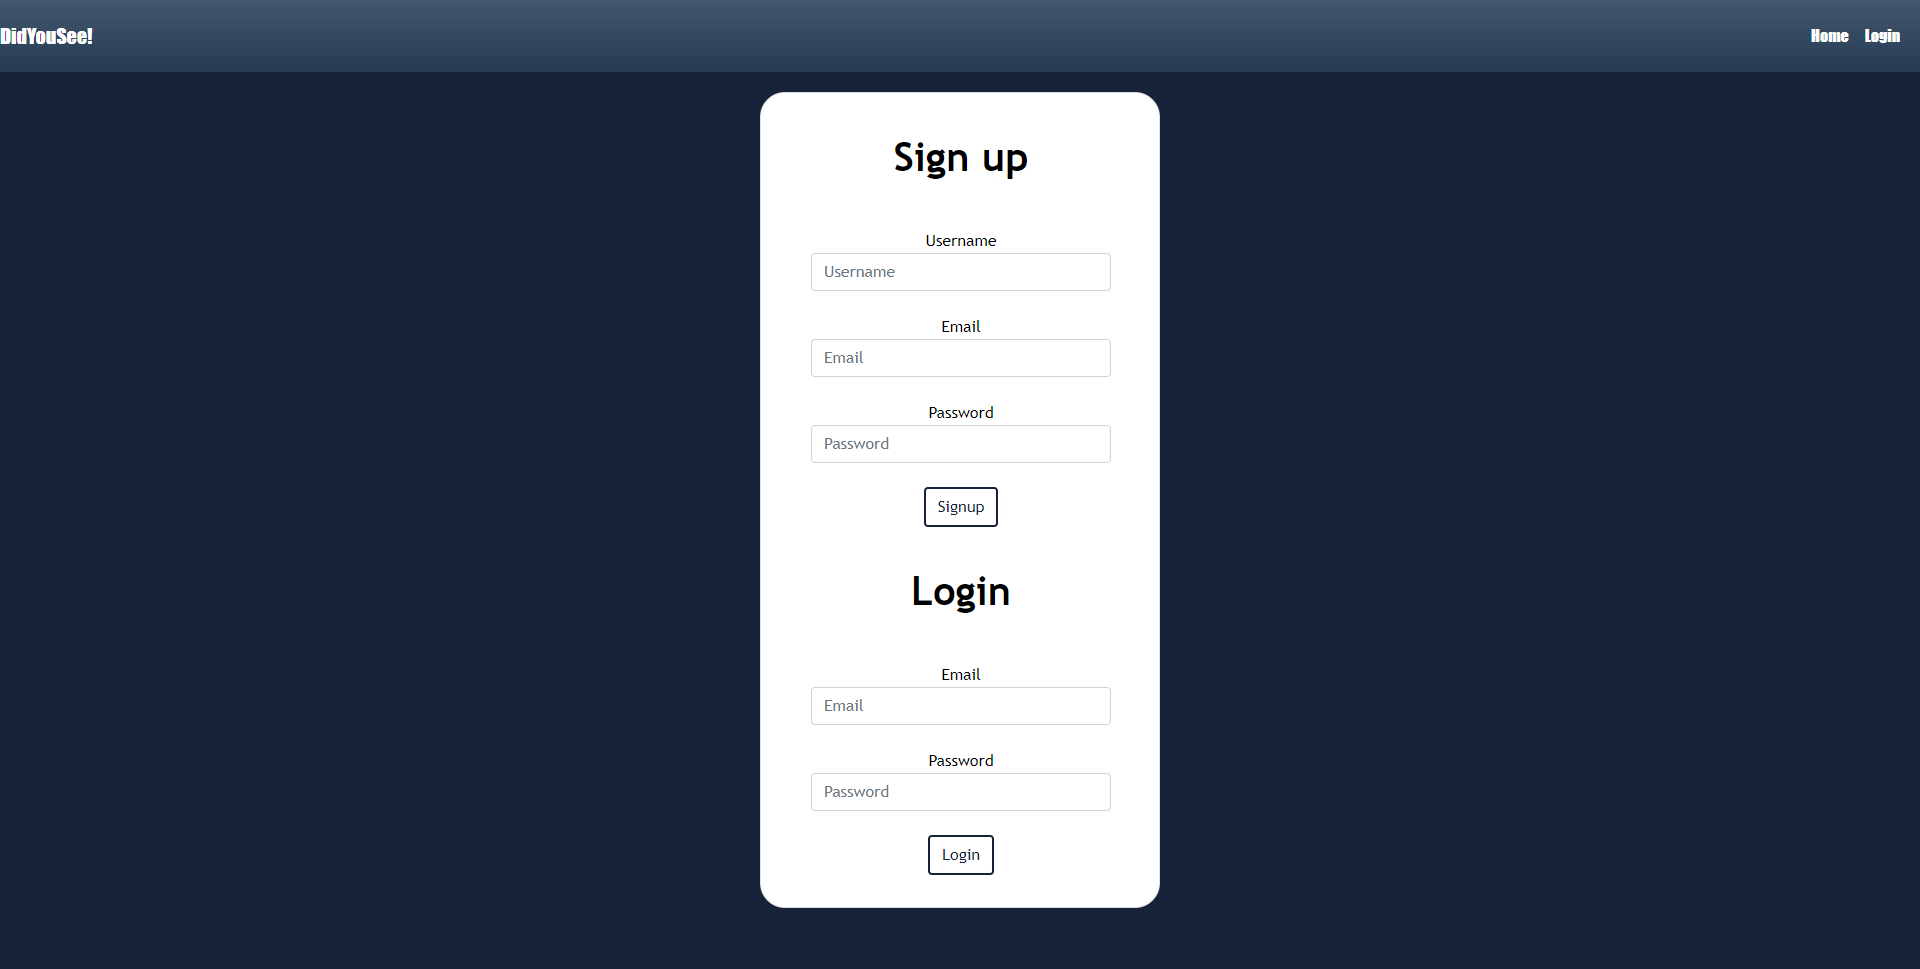 DidYouSee!
Home Login
Sign up
Username
Username
Email
Email
Password
Password
Signup
Login
Email
Email
Password
Password
Login